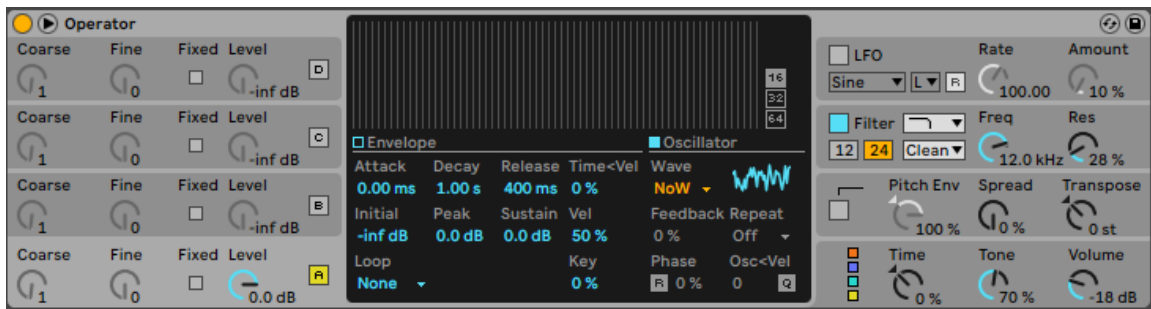 Operator
Coarse Fine Fixed Level
1 0 -inf dB D
Coarse Fine Fixed Level
1 0 -inf dB C
Coarse Fine Fixed Level
1 0 -inf dB B
Coarse Fine Fixed Level
1 0 0.0 dB A
16
32
64
Envelope Oscillator
Attack Decay Release Time<Vel Wave
0.00 ms 1.00 s 400 ms 0 % NoW
Initial Peak Sustain Vel Feedback Repeat
-inf dB 0.0 dB 0.0 dB 50 % 0 % Off
Loop Key Phase Osc<Vel
None 0 % R 0 % 0 Q
LFO Rate Amount
Sine L R 100.00 10 %
Filter Freq Res
12 24 Clean 12.0 kHz 28 %
Pitch Env Spread Transpose
100 % 0 % 0 st
Time Tone Volume
0 % 70 % -18 dB